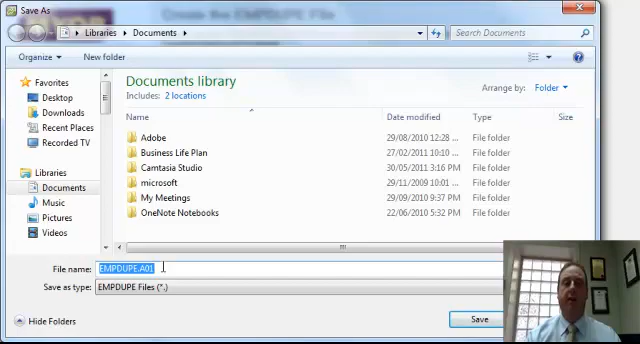 Save As
Create the EMPDUPE File
Libraries
Documents
Search Documents
Organize
New folder
Favorites
Desktop
Downloads
Recent Places
Recorded TV
Libraries
Documents
Music
Pictures
Videos
Documents library
Includes: 2 locations
Arrange by: Folder
Name Date modified Type Size
Adobe 29/08/2010 12:28 ... File folder
Business Life Plan 27/02/2011 10:10 ... File folder
Camtasia Studio 30/05/2011 3:16 PM File folder
microsoft 29/11/2009 10:01 ... File folder
My Meetings 29/09/2010 9:37 PM File folder
OneNote Notebooks 22/06/2010 5:32 PM File folder
File name: EMPDUPE.A01
Save as type: EMPDUPE Files (*.)
Hide Folders
Save